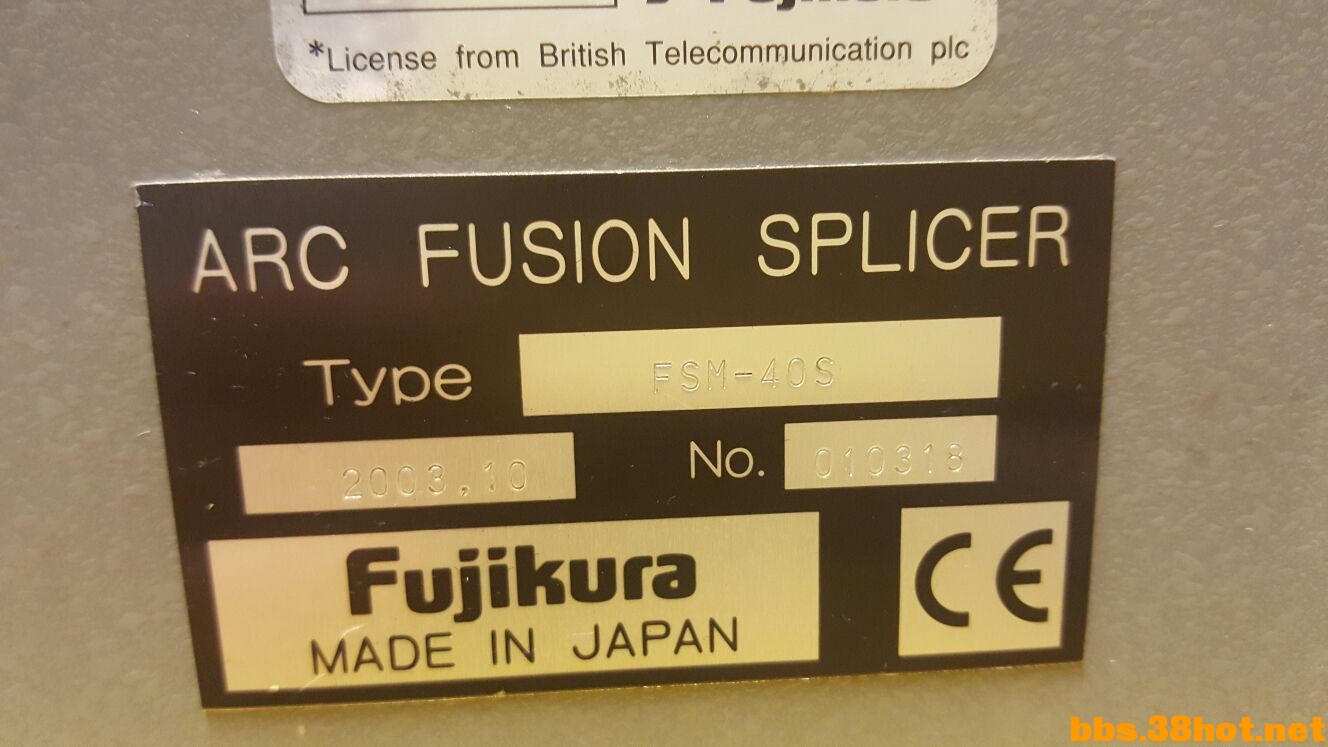 *License from British Telecommunication plc
ARC FUSION SPLICER
Type FSM-40S
2003,10 No. 010318
Fujikura
MADE IN JAPAN
CE
bbs.38hot.net